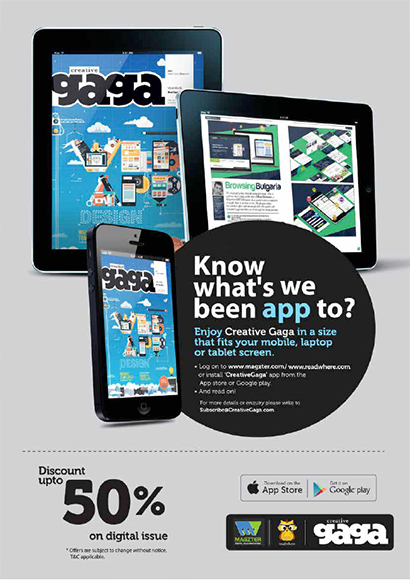 creative
gaga
DESIGN
Browsing Bulgaria
creative
gaga
Know
what's we
been app to?
Enjoy Creative Gaga in a size
that fits your mobile, laptop
or tablet screen.
• Log on to www.magzter.com/ www.readwhere.com
or install 'CreativeGaga' app from the
App store or Google play.
• And read on!
For more details or enquiry please write to
Subscribe@CreativeGaga.com
Discount
upto
50%
on digital issue
* Offers are subject to change without notice.
T&C applicable.
Download on the
App Store
Get it on
Google play
MAGZTER
creative
gaga